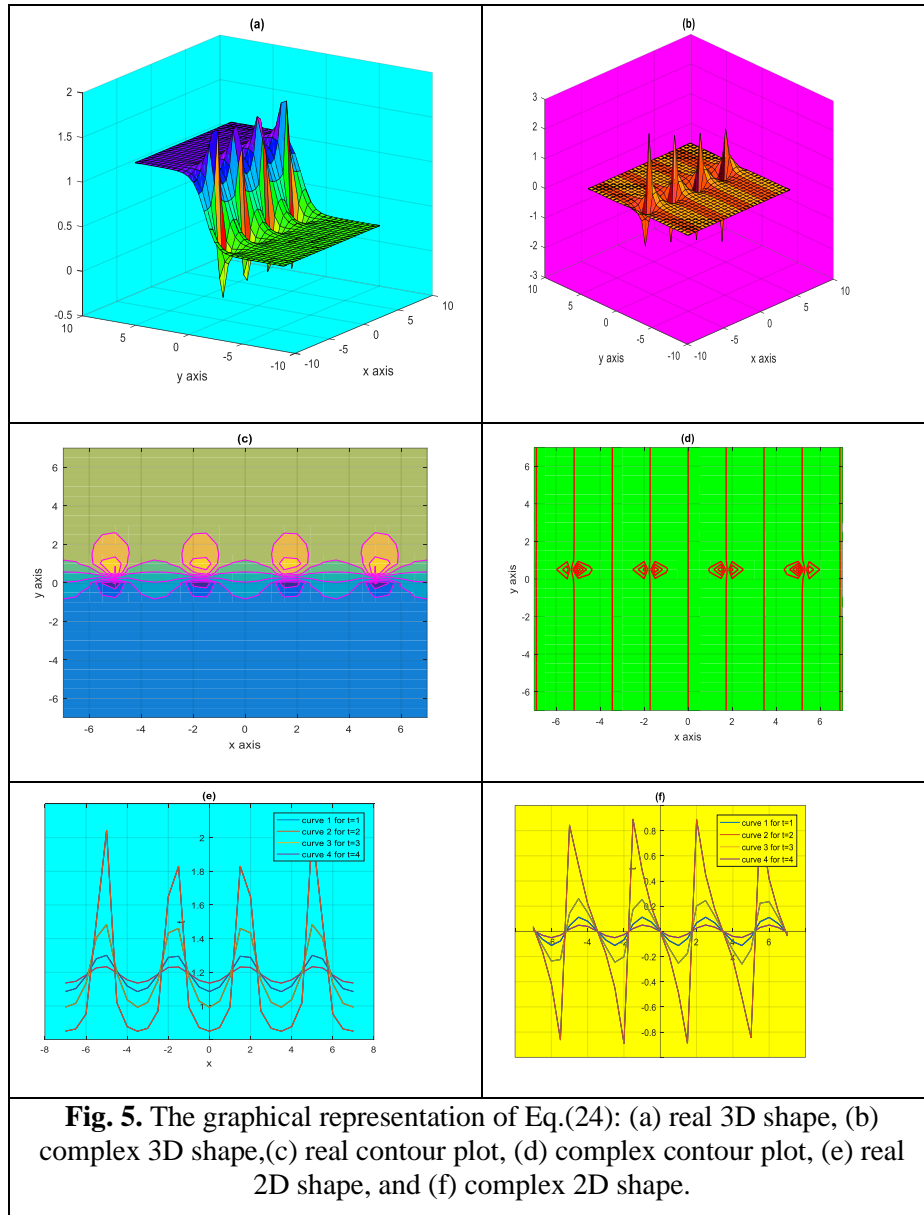 (a)
2
1.5
1
0.5
0
-0.5
10
5
0
-5
-10
y axis
-10
-5
0
5
10
x axis
(b)
3
2
1
0
-1
-2
-3
10
5
0
-5
-10
y axis
-10
-5
0
5
10
x axis
(c)
6
4
2
0
-2
-4
-6
y axis
-6 -4 -2 0 2 4 6
x axis
(d)
6
4
2
0
-2
-4
-6
y axis
-6 -4 -2 0 2 4 6
x axis
(e)
curve 1 for t=1
curve 2 for t=2
curve 3 for t=3
curve 4 for t=4
2
1.8
1.6
1.4
1.2
1
-8 -6 -4 -2 0 2 4 6 8
x
(f)
curve 1 for t=1
curve 2 for t=2
curve 3 for t=3
curve 4 for t=4
0.8
0.6
0.4
0.2
-0.2
-0.4
-0.6
-0.8
-6 -4 -2 2 4 6
Fig. 5. The graphical representation of Eq.(24): (a) real 3D shape, (b)
complex 3D shape,(c) real contour plot, (d) complex contour plot, (e) real
2D shape, and (f) complex 2D shape.